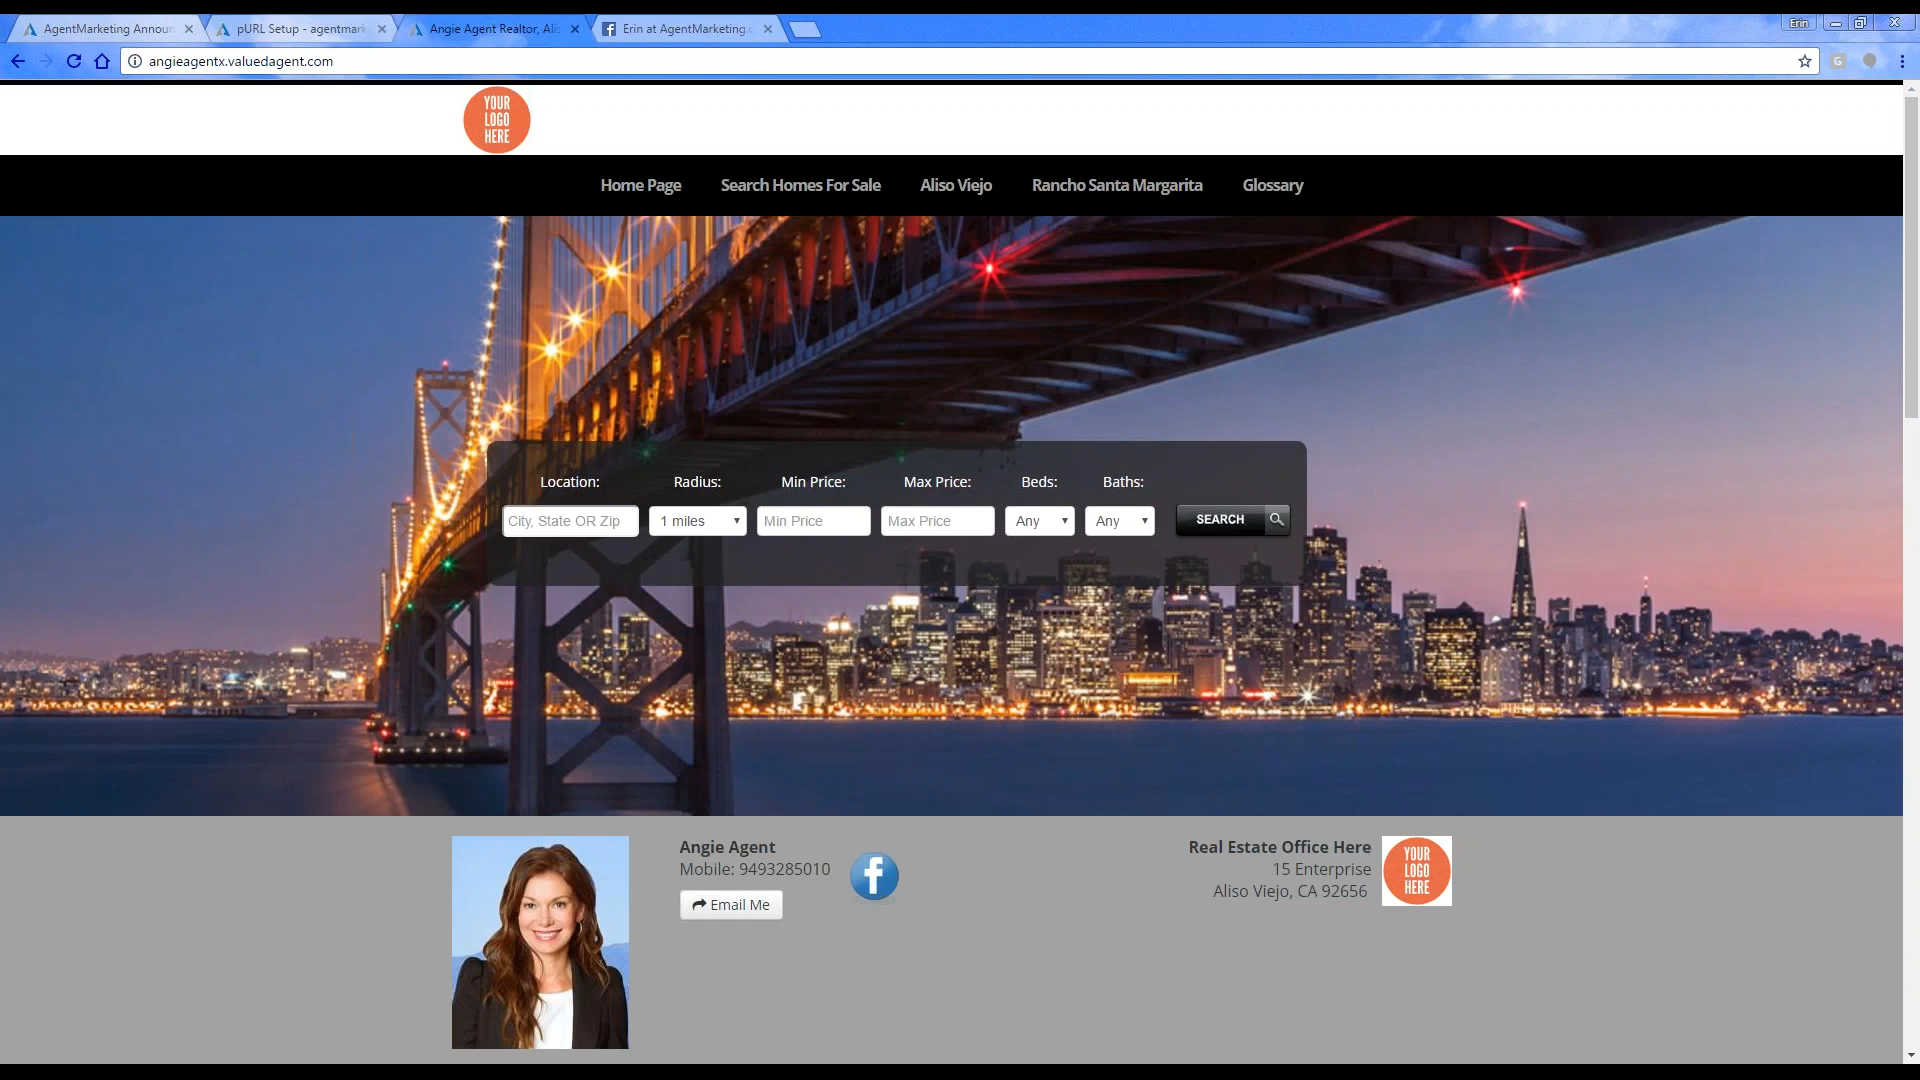 AgentMarketing Announ
pURL Setup - agentmark
Angie Agent Realtor, Alis
Erin at AgentMarketing.c
Erin
angieagentx.valuedagent.com
G
YOUR
LOGO
HERE
Home Page
Search Homes For Sale
Aliso Viejo
Rancho Santa Margarita
Glossary
Location:
Radius:
Min Price:
Max Price:
Beds:
Baths:
City, State OR Zip
1 miles
Min Price
Max Price
Any
Any
SEARCH
Angie Agent
Mobile: 9493285010
Email Me
f
Real Estate Office Here
15 Enterprise
Aliso Viejo, CA 92656
YOUR
LOGO
HERE